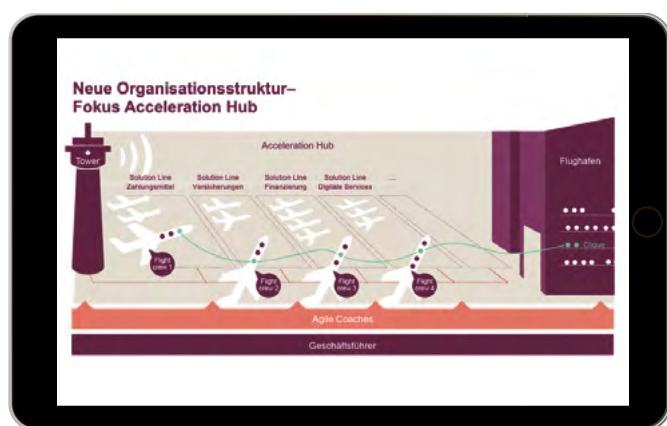 Neue Organisationsstruktur–
Fokus Acceleration Hub
Acceleration Hub
Tower
Flughafen
Solution Line
Zahlungsmittel
Solution Line
Versicherungen
Solution Line
Finanzierung
Solution Line
Digitale Services
....
Clique
Flight
crew 1
Flight
crew 2
Flight
crew 3
Flight
crew 4
Agile Coaches
Geschäftsführer